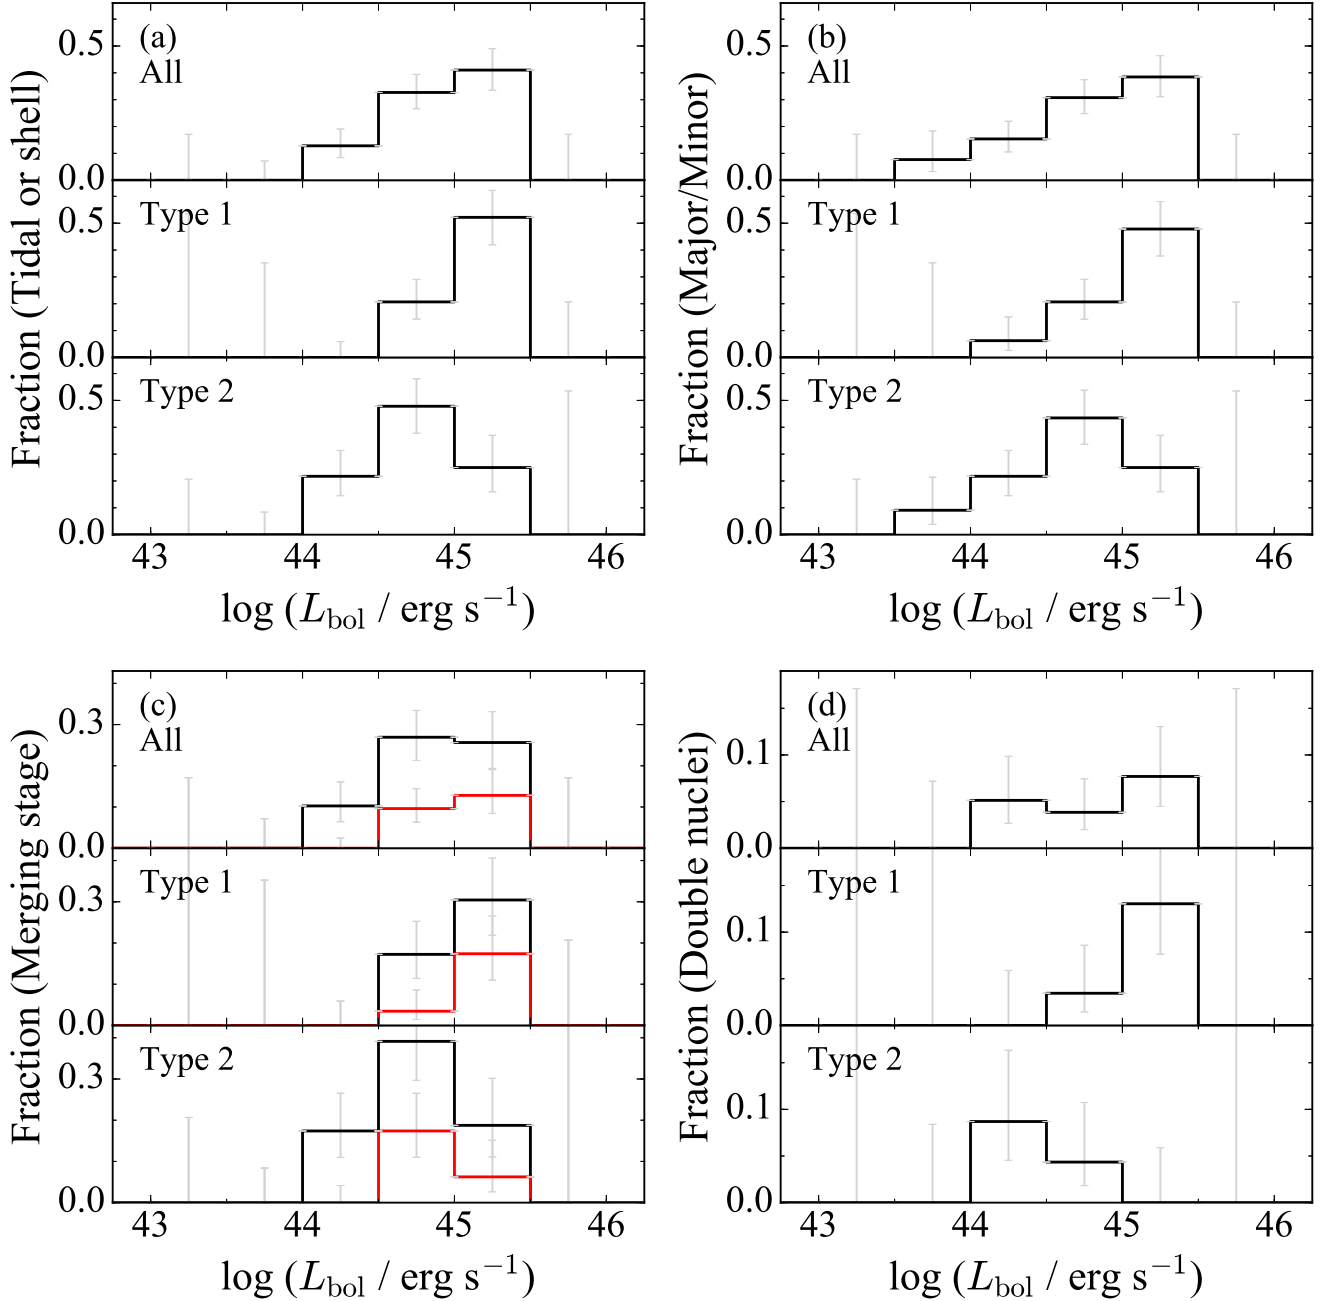 Fraction (Tidal or shell)
(a)
All
0.5
0.0
Type 1
0.5
0.0
Type 2
0.5
0.0
43 44 45 46
log (L_bol / erg s⁻¹)
Fraction (Major/Minor)
(b)
All
0.5
0.0
Type 1
0.5
0.0
Type 2
0.5
0.0
43 44 45 46
log (L_bol / erg s⁻¹)
Fraction (Merging stage)
(c)
All
0.3
0.0
Type 1
0.3
0.0
Type 2
0.3
0.0
43 44 45 46
log (L_bol / erg s⁻¹)
Fraction (Double nuclei)
(d)
All
0.1
0.0
Type 1
0.1
0.0
Type 2
0.1
0.0
43 44 45 46
log (L_bol / erg s⁻¹)